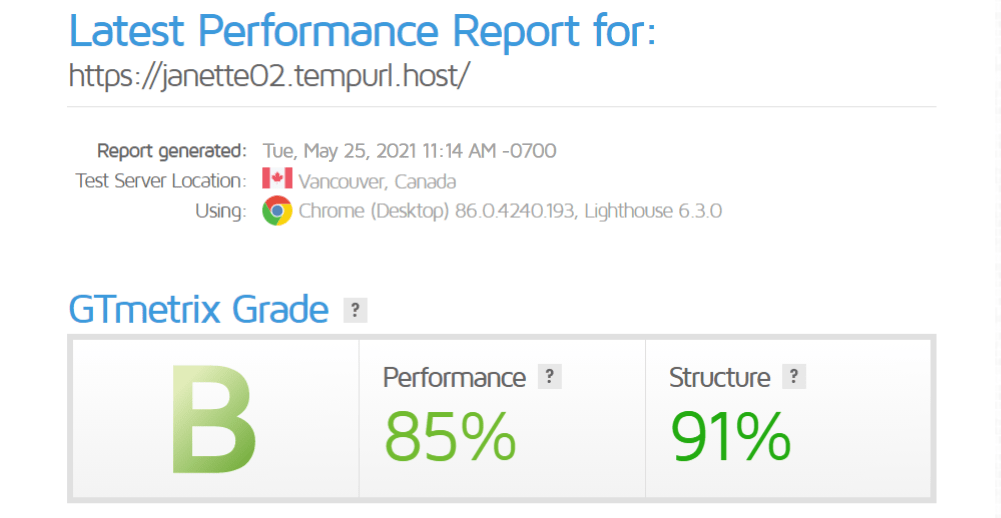 Latest Performance Report for:
https://janette02.tempurl.host/
Report generated: Tue, May 25, 2021 11:14 AM -0700
Test Server Location: Vancouver, Canada
Using: Chrome (Desktop) 86.0.4240.193, Lighthouse 6.3.0
GTmetrix Grade ?
B
Performance ?
85%
Structure ?
91%